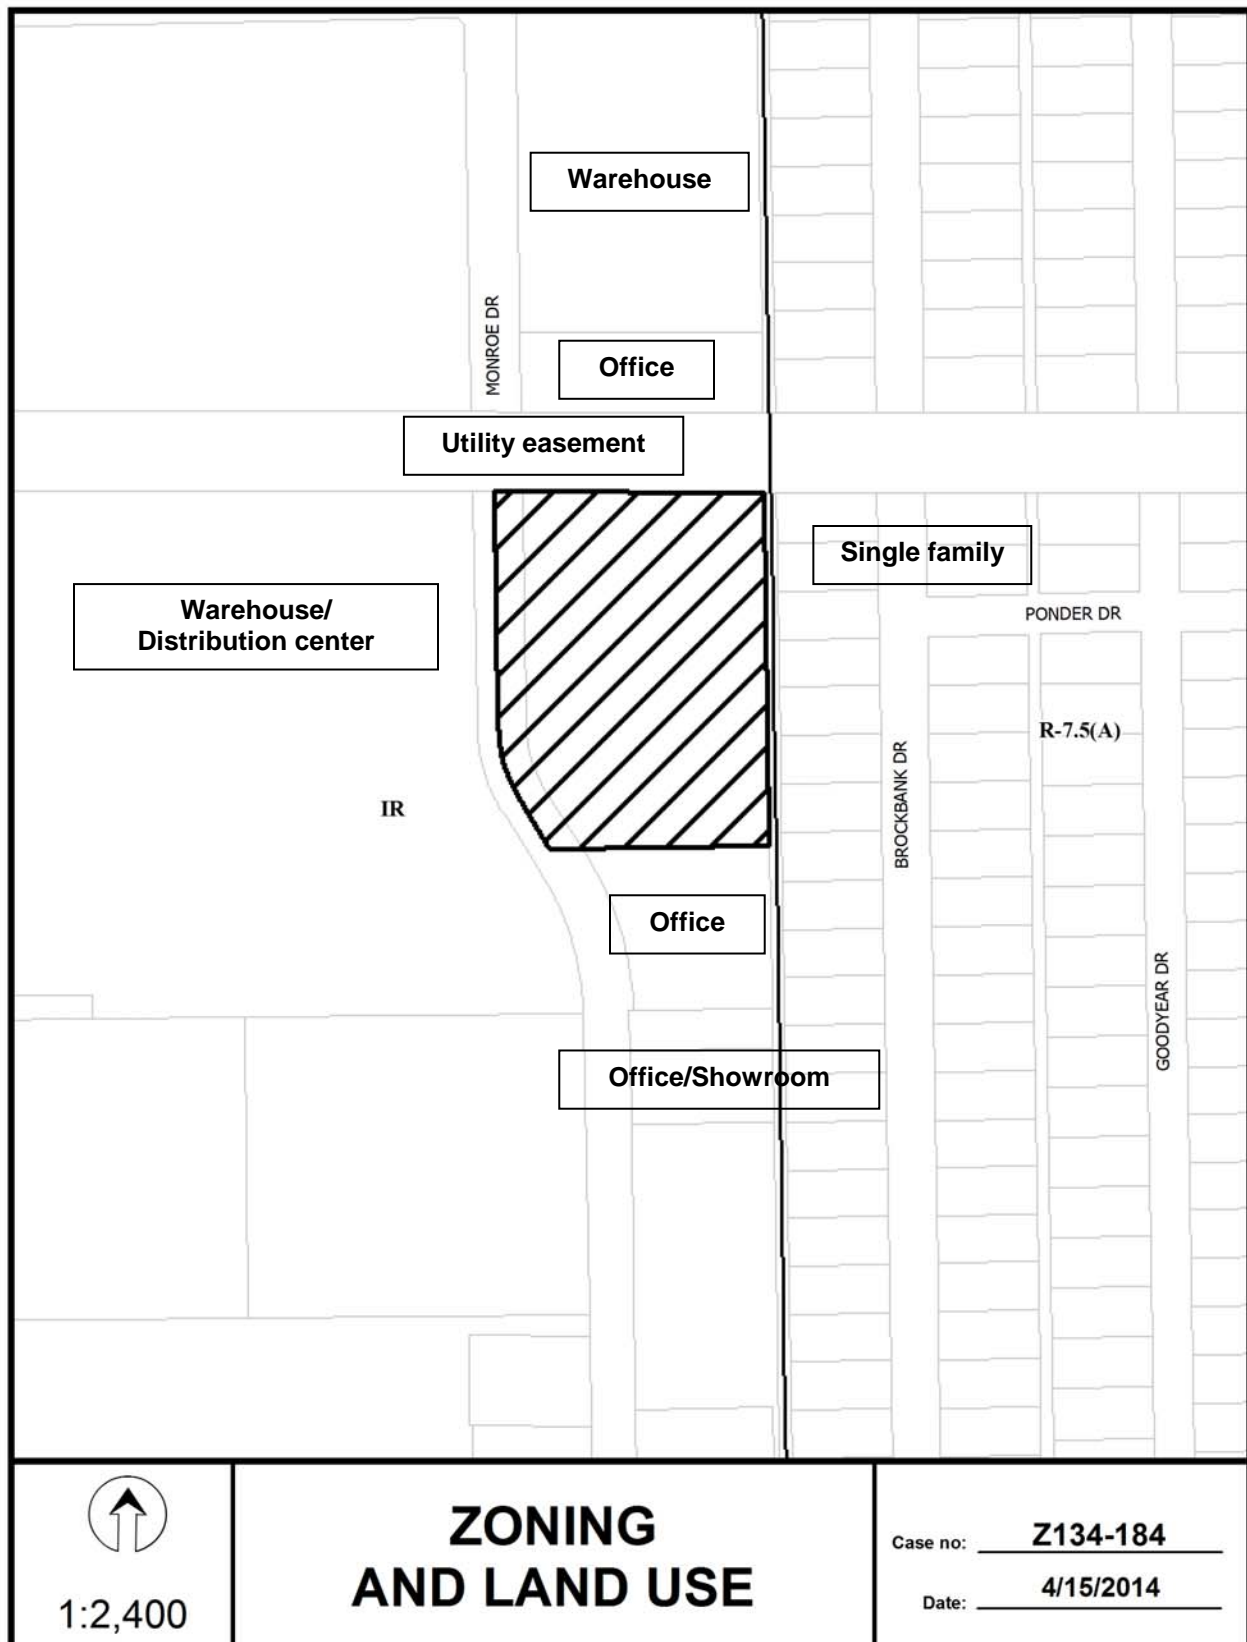 Warehouse
MONROE DR
Office
Utility easement
Single family
Warehouse/
Distribution center
PONDER DR
R-7.5(A)
BROCKBANK DR
IR
Office
GOODYEAR DR
Office/Showroom
1:2,400
ZONING
AND LAND USE
Case no: Z134-184
Date: 4/15/2014